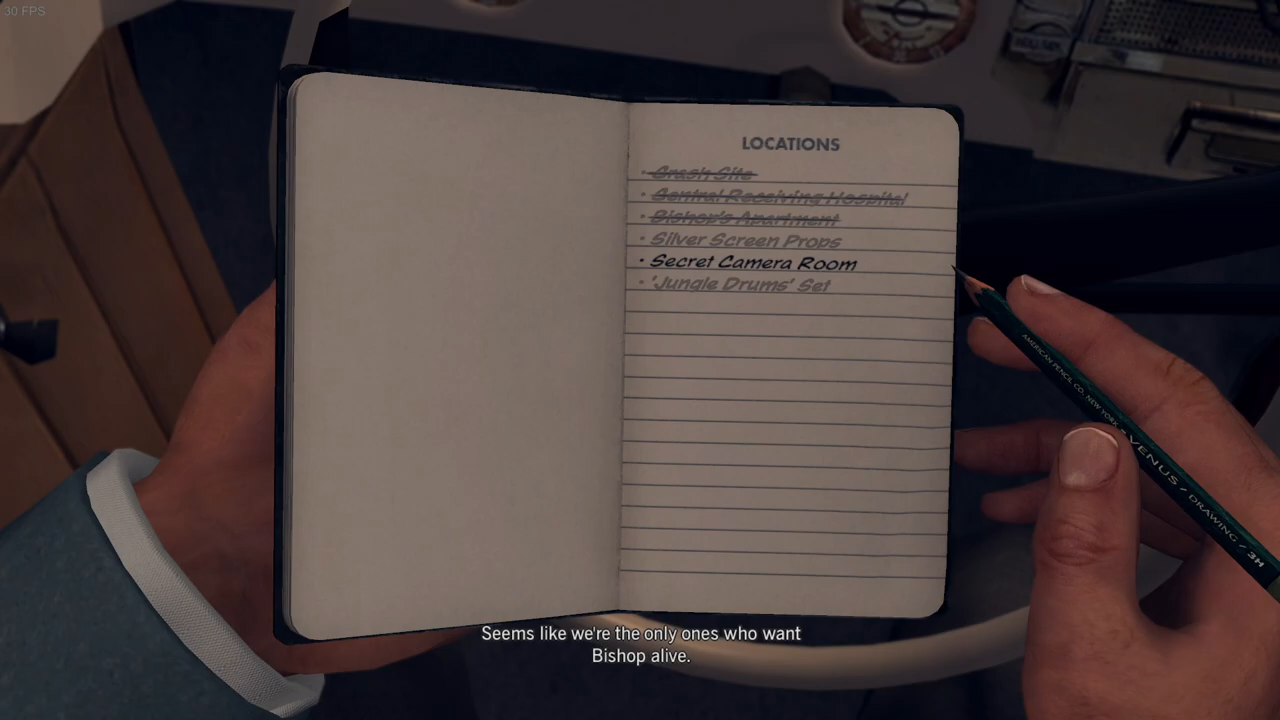 30 FPS
LOCATIONS
· Crash Site
· Central Receiving Hospital
· Bishop's Apartment
· Silver Screen Props
· Secret Camera Room
· 'Jungle Drums' Set
AMERICAN PENCIL CO. NEW YORK VENUS / DRAWING / 3H
Seems like we're the only ones who want
Bishop alive.